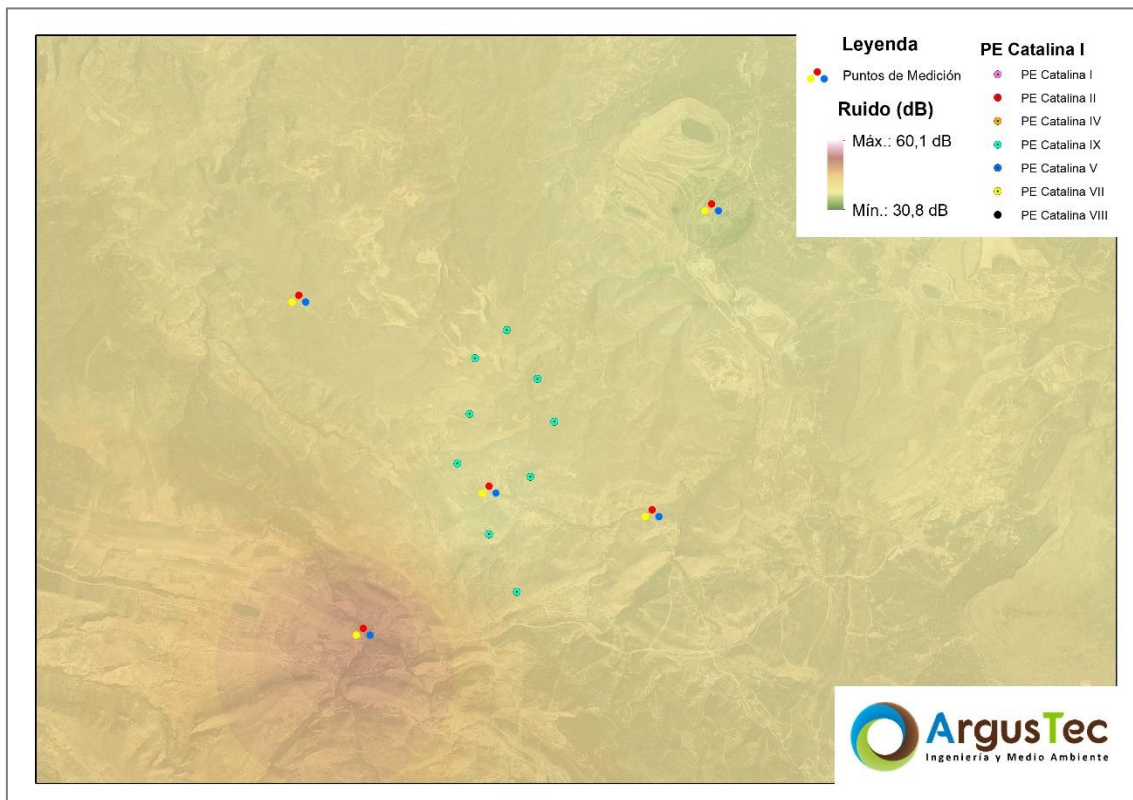 Leyenda
Puntos de Medición
Ruido (dB)
Máx.: 60,1 dB
Mín.: 30,8 dB
PE Catalina I
PE Catalina I
PE Catalina II
PE Catalina IV
PE Catalina IX
PE Catalina V
PE Catalina VII
PE Catalina VIII
ArgusTec
Ingeniería y Medio Ambiente